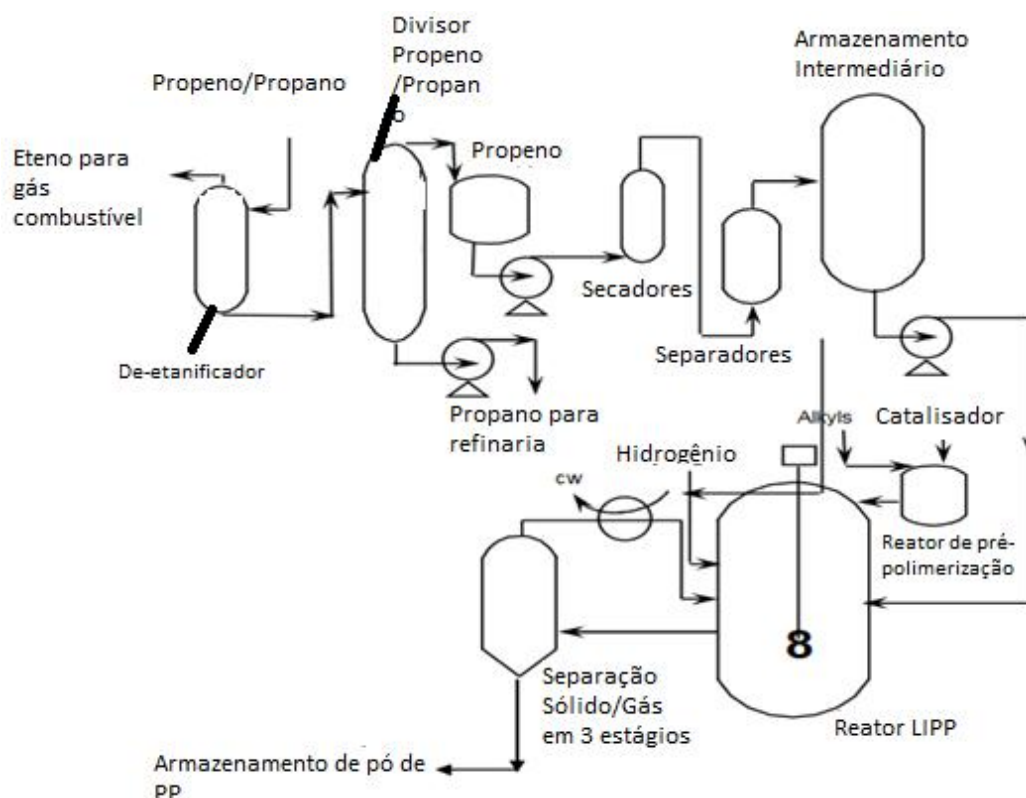 Divisor
Propeno
/Propan
o
Armazenamento
Intermediário
Propeno/Propano
Eteno para
gás
combustível
Propeno
Secadores
Separadores
De-etanificador
Propano para
refinaria
Alkyls
Catalisador
Hidrogênio
cw
Reator de pré-
polimerização
8
Separação
Sólido/Gás
em 3 estágios
Reator LIPP
Armazenamento de pó de
PP